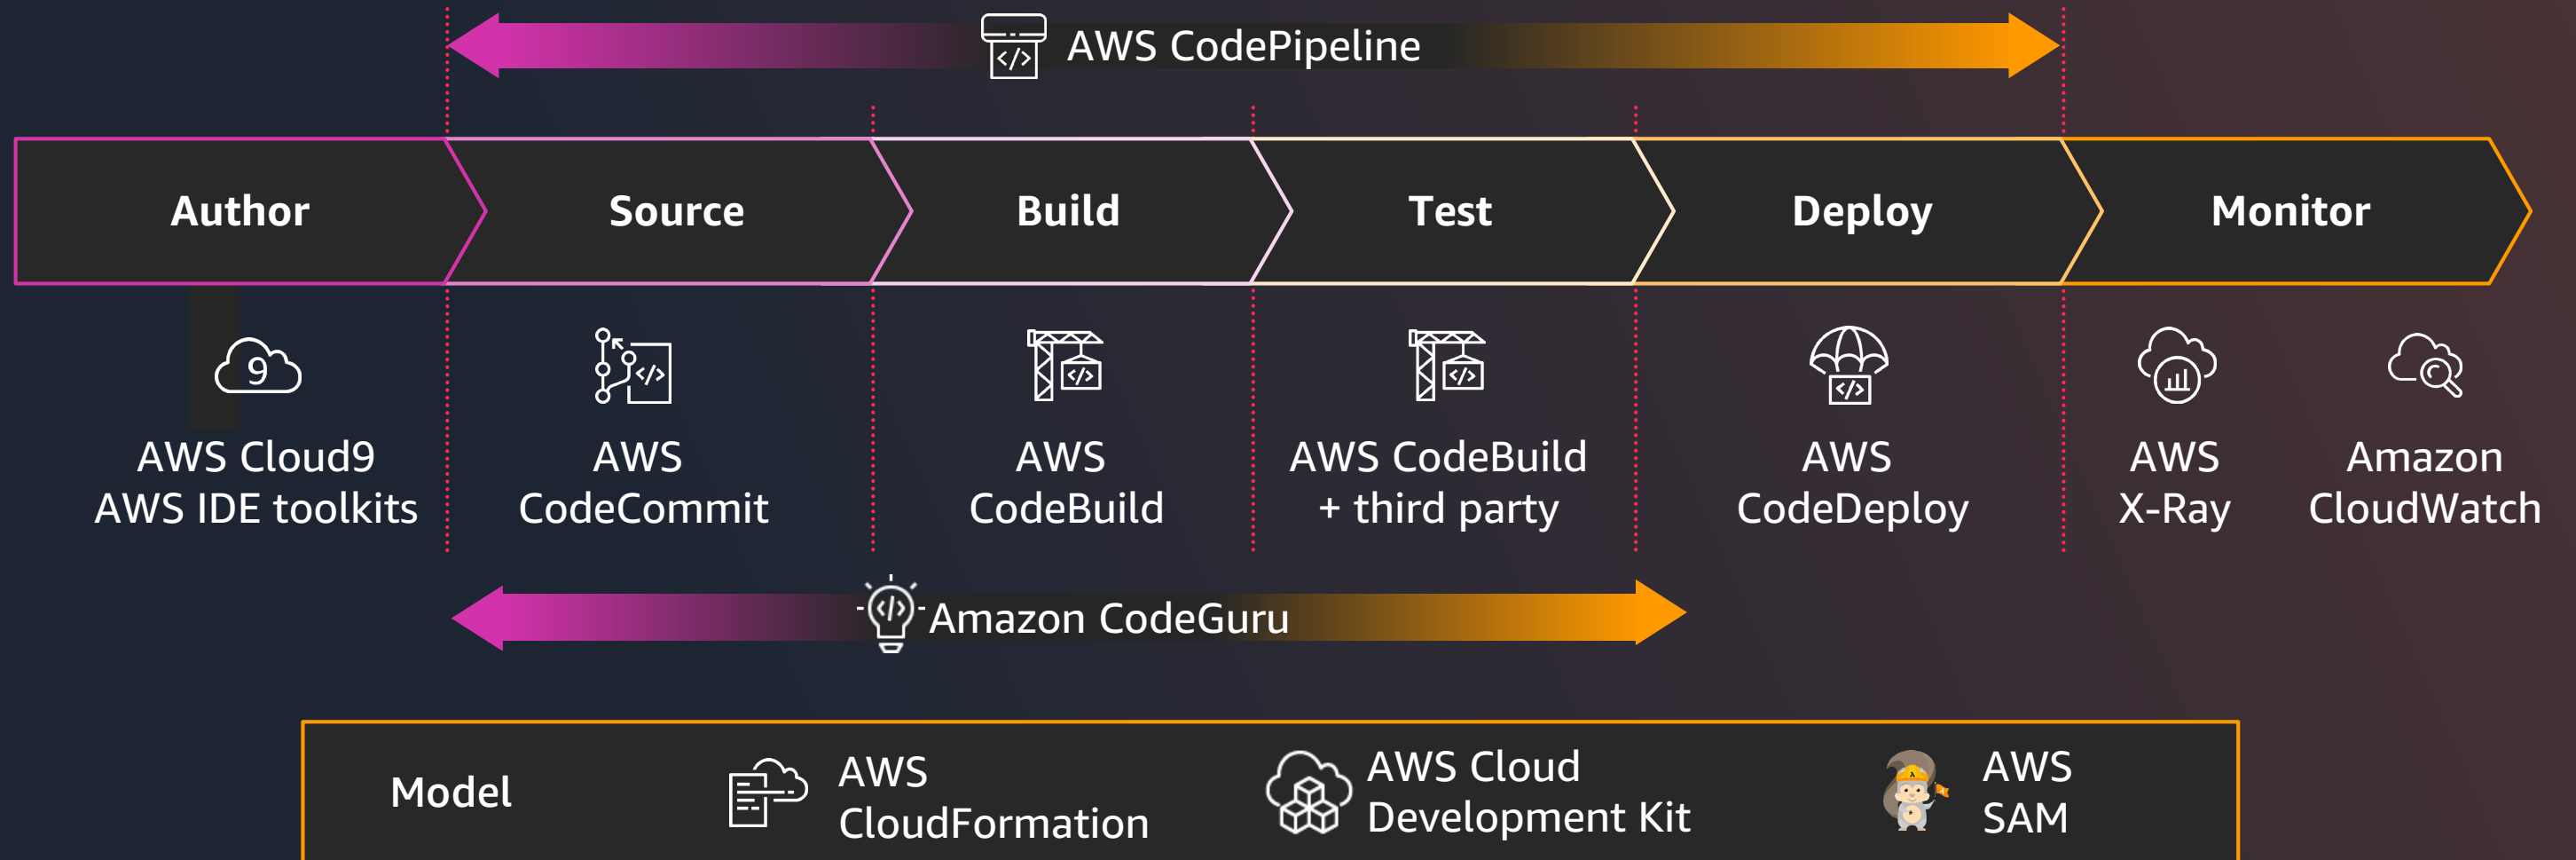 AWS CodePipeline
Author
Source
Build
Test
Deploy
Monitor
9
AWS Cloud9
AWS IDE toolkits
</>
AWS
CodeCommit
</>
AWS
CodeBuild
</>
AWS CodeBuild
+ third party
</>
AWS
CodeDeploy
AWS
X-Ray
Amazon
CloudWatch
Amazon CodeGuru
Model
AWS
CloudFormation
AWS Cloud
Development Kit
AWS
SAM